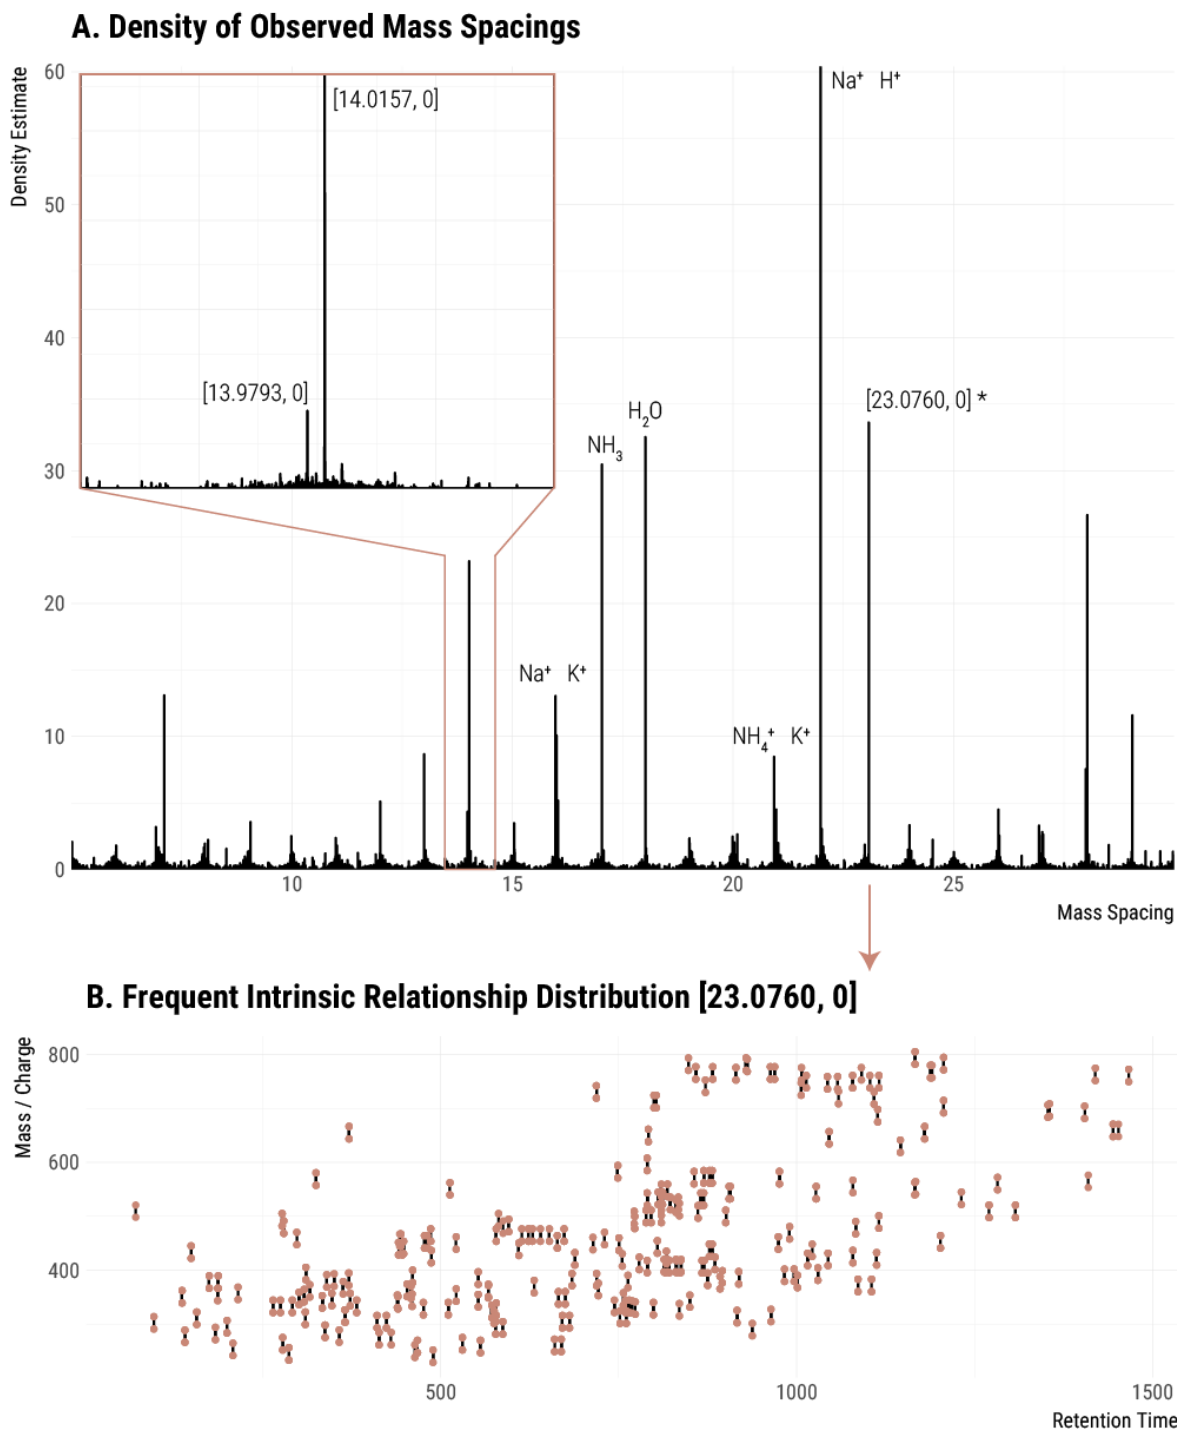 A. Density of Observed Mass Spacings
Density Estimate
60
50
40
30
20
10
0
[14.0157, 0]
[13.9793, 0]
Na⁺ H⁺
[23.0760, 0] *
H₂O
NH₃
Na⁺ K⁺
NH₄⁺ K⁺
10
15
20
25
Mass Spacing
B. Frequent Intrinsic Relationship Distribution [23.0760, 0]
Mass / Charge
800
600
400
500
1000
1500
Retention Time